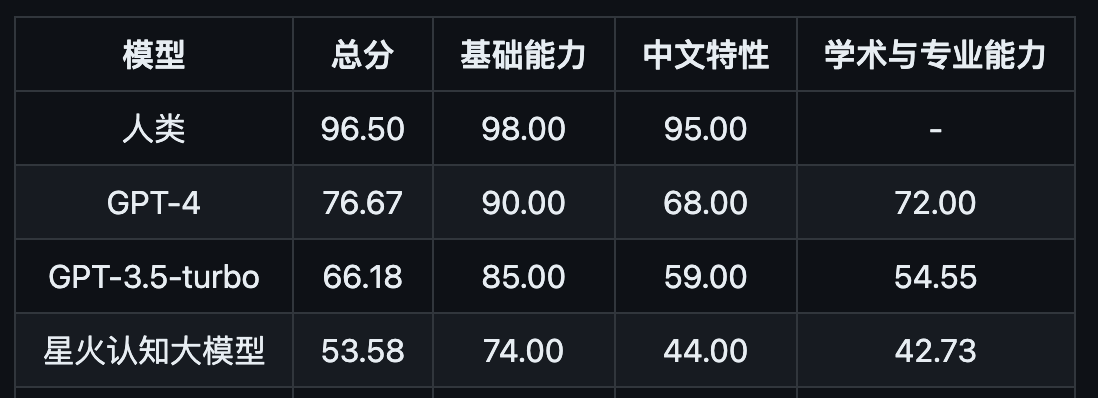 模型 总分 基础能力 中文特性 学术与专业能力
人类 96.50 98.00 95.00 -
GPT-4 76.67 90.00 68.00 72.00
GPT-3.5-turbo 66.18 85.00 59.00 54.55
星火认知大模型 53.58 74.00 44.00 42.73